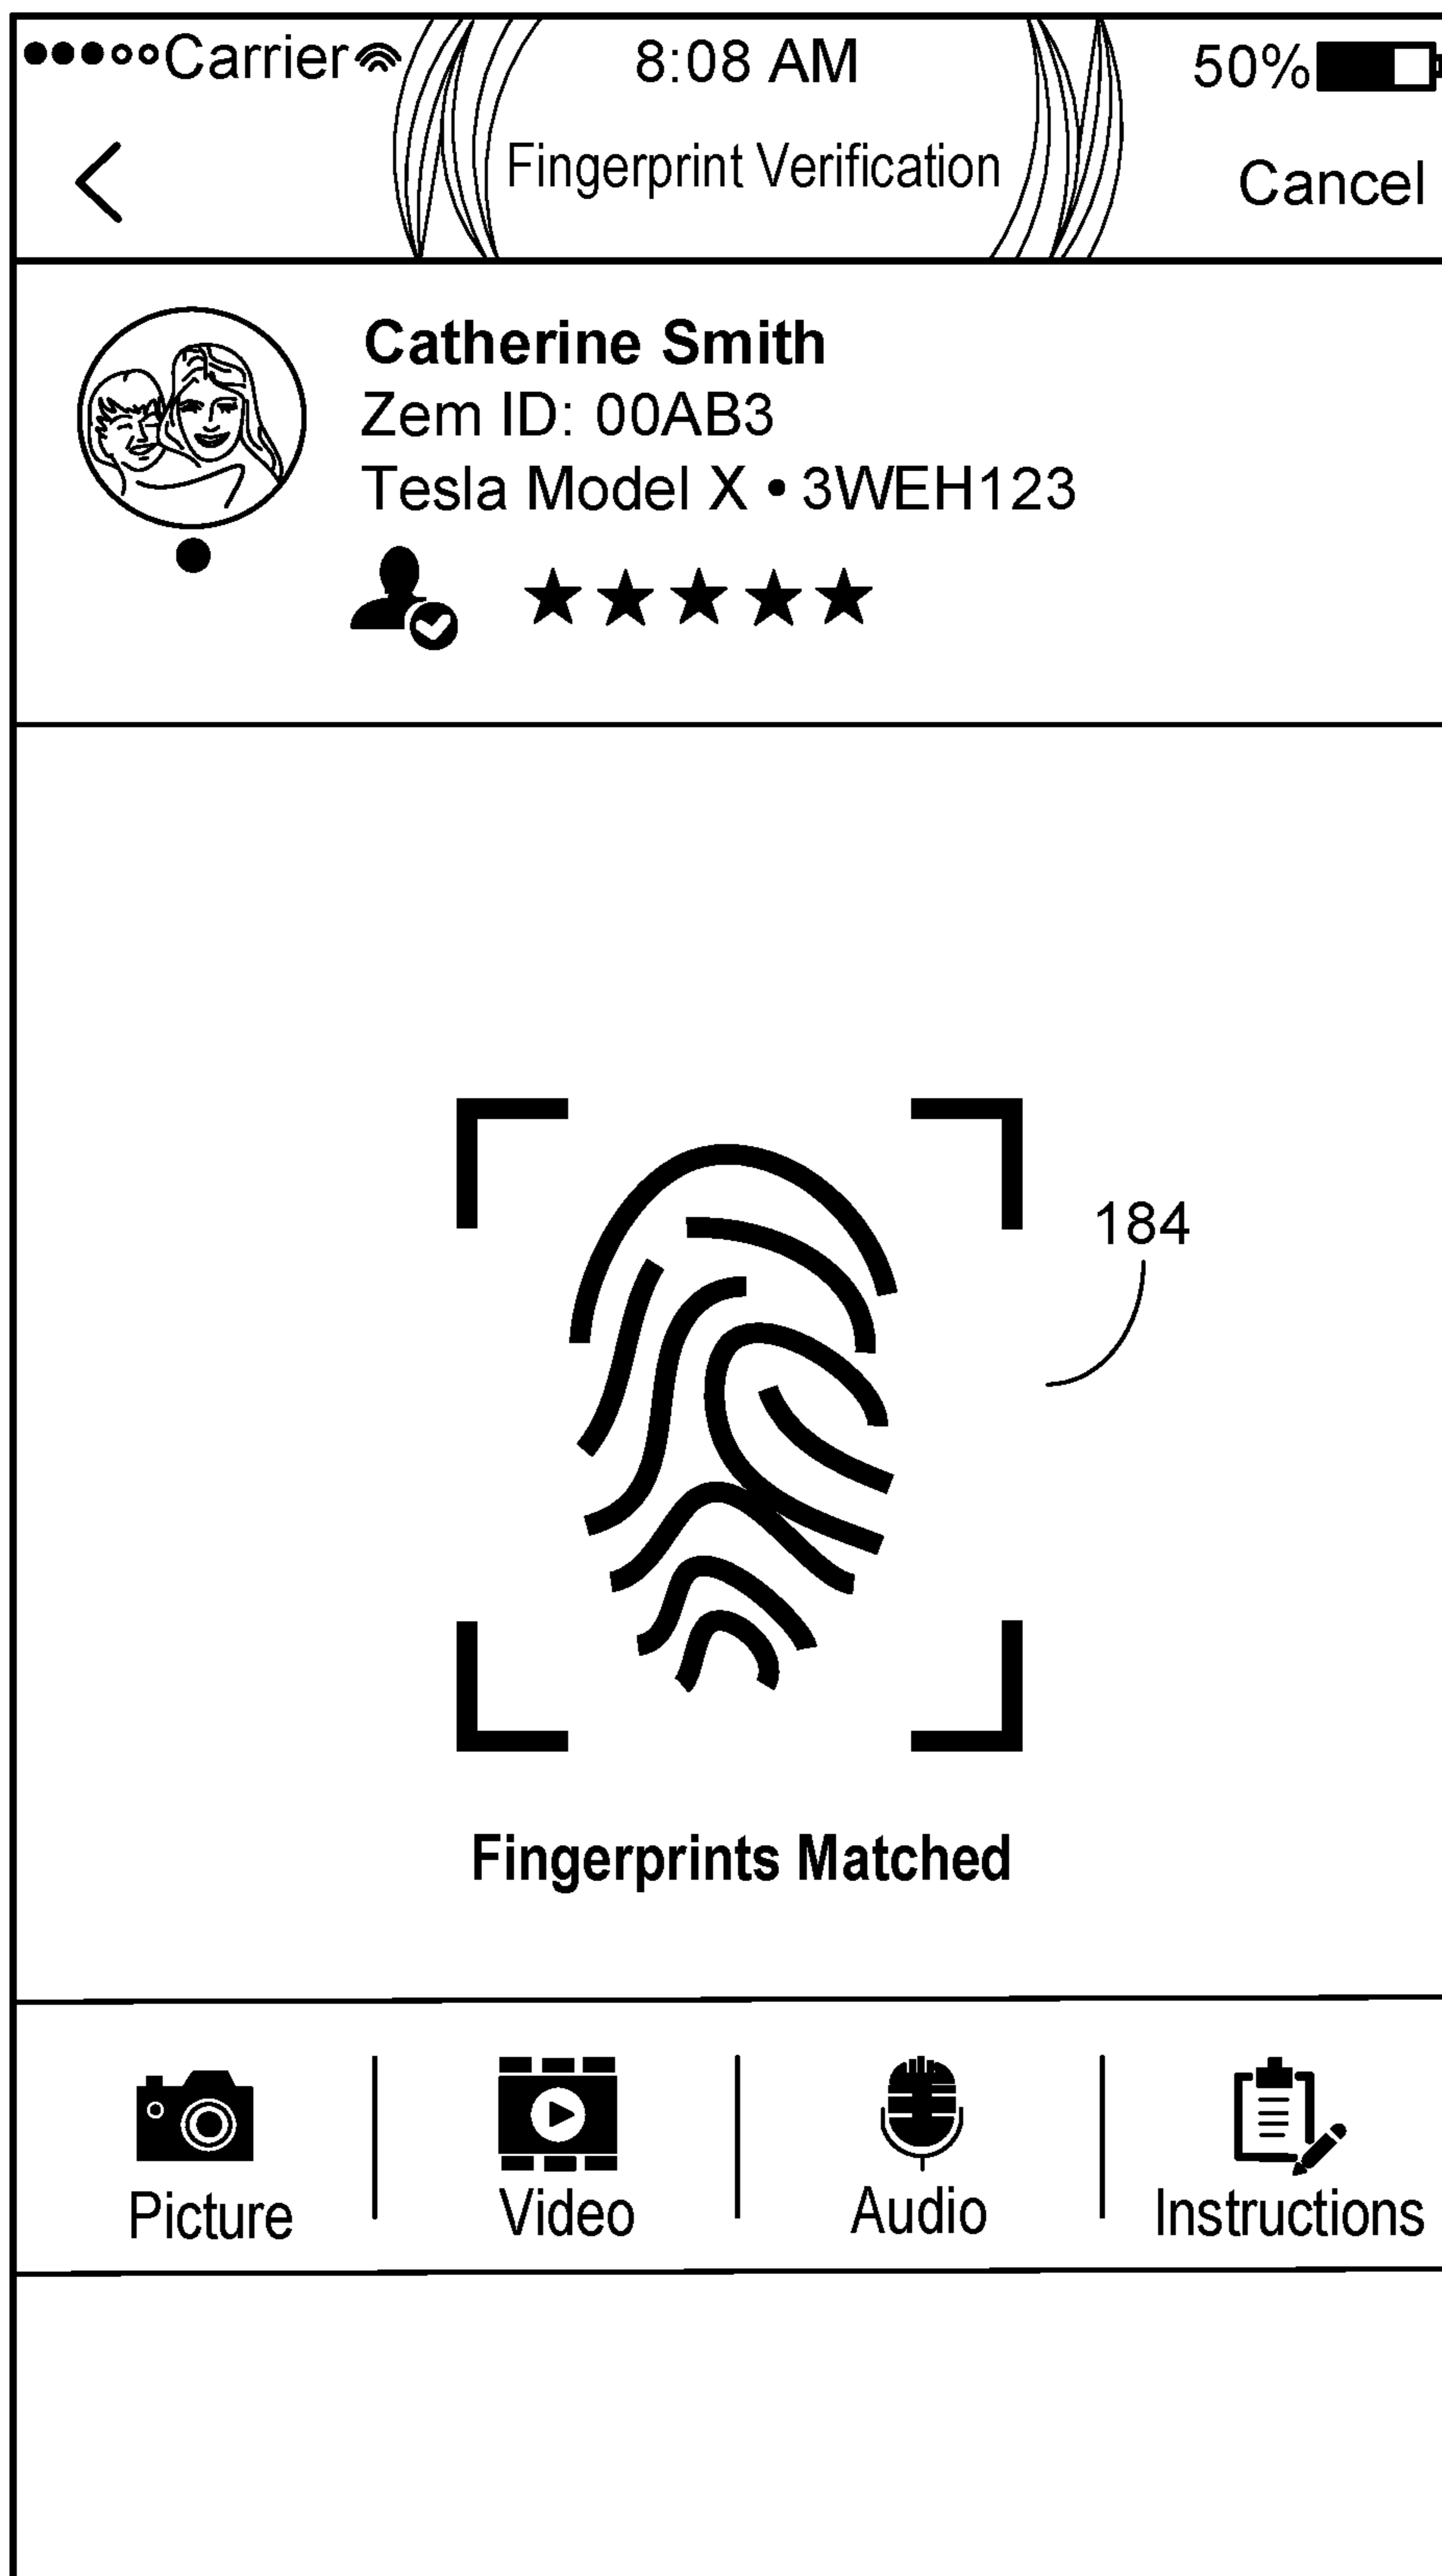 Carrier 8:08 AM 50%
Fingerprint Verification
Cancel
Catherine Smith
Zem ID: 00AB3
Tesla Model X • 3WEH123
184
Fingerprints Matched
Picture Video Audio Instructions